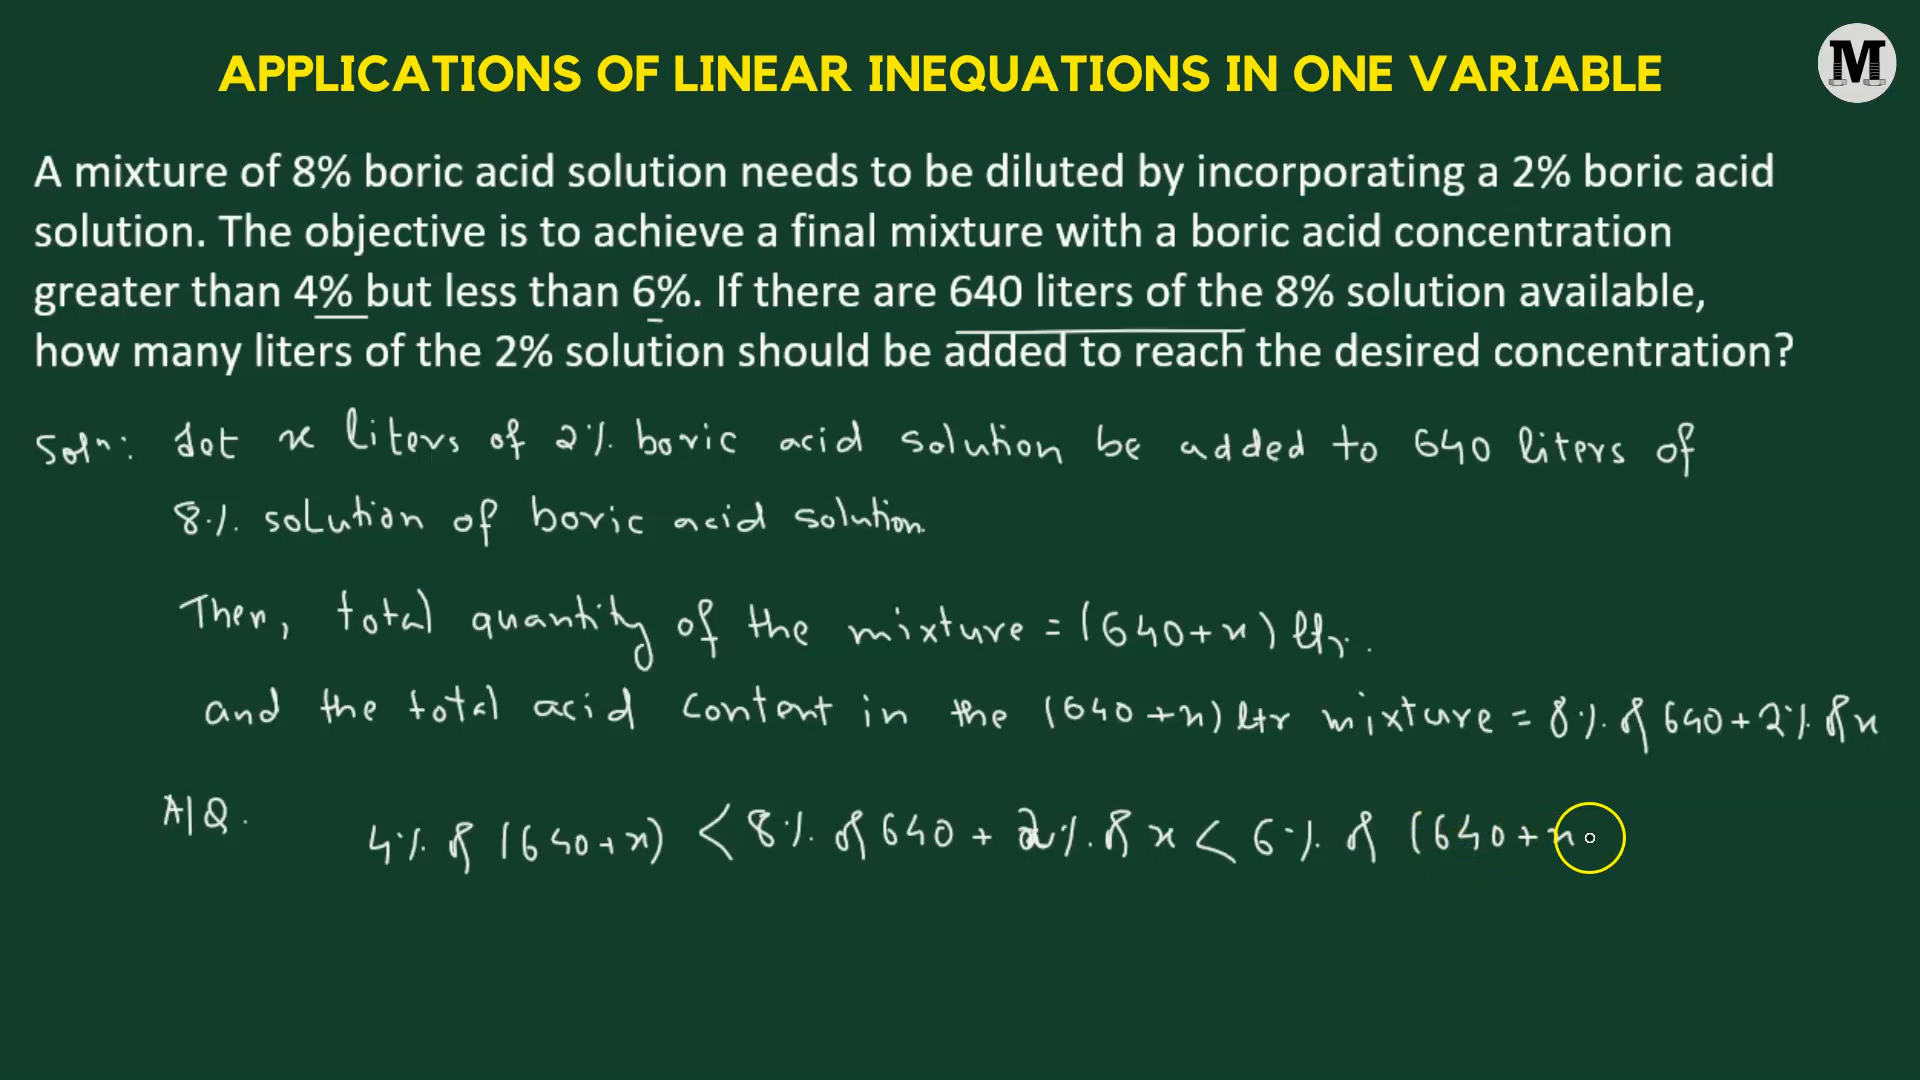 M
APPLICATIONS OF LINEAR INEQUATIONS IN ONE VARIABLE
A mixture of 8% boric acid solution needs to be diluted by incorporating a 2% boric acid
solution. The objective is to achieve a final mixture with a boric acid concentration
greater than 4% but less than 6%. If there are 640 liters of the 8% solution available,
how many liters of the 2% solution should be added to reach the desired concentration?
Soln: Let x liters of 2% boric acid solution be added to 640 liters of
8% solution of boric acid solution.
Then, total quantity of the mixture = (640+x) ltr.
and the total acid content in the (640+x) ltr mixture = 8% of 640 + 2% of x
A/Q. 4% of (640+x) < 8% of 640 + 2% of x < 6% of (640+x